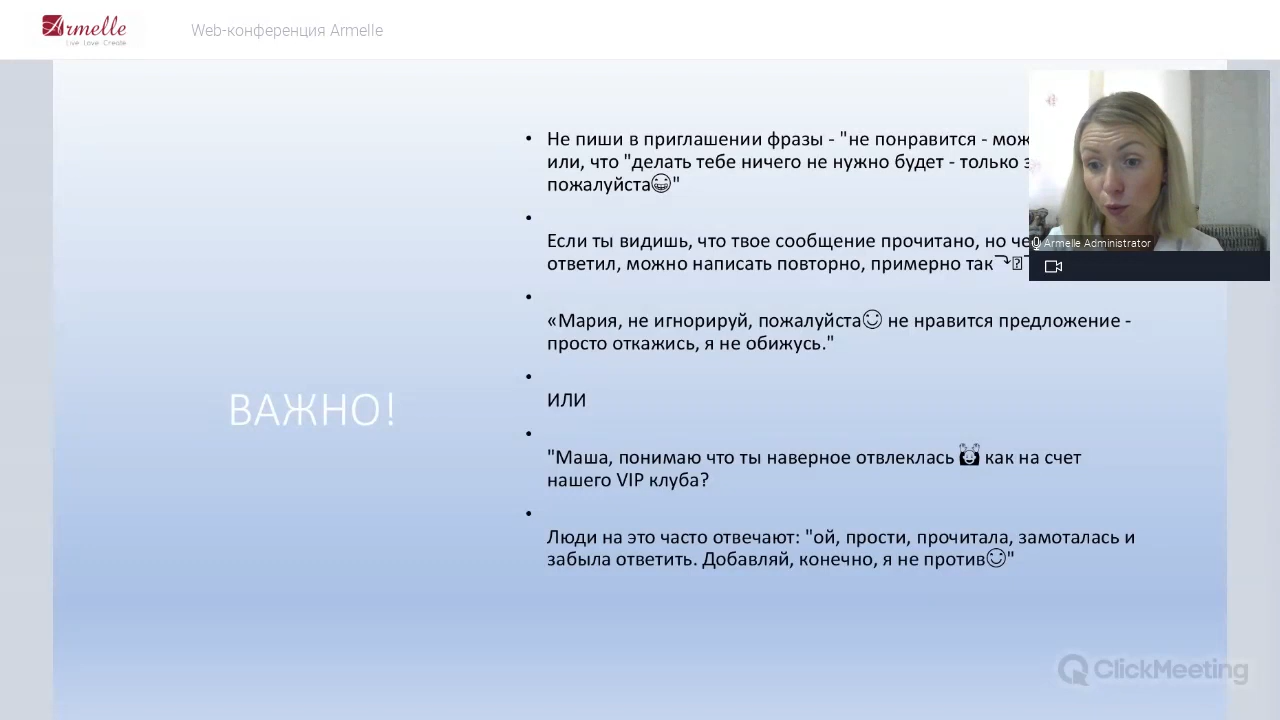 Armelle
Live Love Create
Web-конференция Armelle
Не пиши в приглашении фразы - "не понравится -
или, что "делать тебе ничего не нужно будет - только
пожалуйста😀"
Если ты видишь, что твое сообщение прочитано, но
ответил, можно написать повторно, примерно так
«Мария, не игнорируй, пожалуйста☺ не нравится предложение -
просто откажись, я не обижусь."
ИЛИ
"Маша, понимаю что ты наверное отвлеклась 🙌 как на счет
нашего VIP клуба?
Люди на это часто отвечают: "ой, прости, прочитала, замоталась и
забыла ответить. Добавляй, конечно, я не против☺"
ВАЖНО!
Armelle Administrator
ClickMeeting